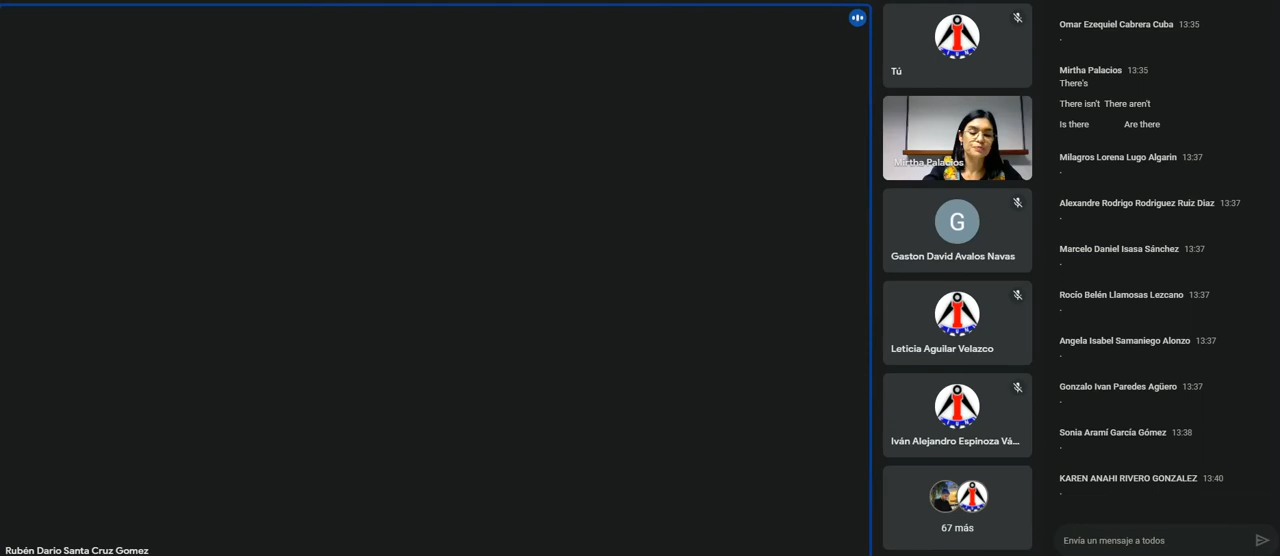 Rubén Dario Santa Cruz Gomez
Tú
Mirtha Palacios
G
Gaston David Avalos Navas
Leticia Aguilar Velazco
Iván Alejandro Espinoza Vá...
67 más
Omar Ezequiel Cabrera Cuba 13:35
.
Mirtha Palacios 13:35
There's
There isn't There aren't
Is there Are there
Milagros Lorena Lugo Algarin 13:37
.
Alexandre Rodrigo Rodriguez Ruiz Diaz 13:37
.
Marcelo Daniel Isasa Sánchez 13:37
.
Rocío Belén Llamosas Lezcano 13:37
.
Angela Isabel Samaniego Alonzo 13:37
.
Gonzalo Ivan Paredes Agüero 13:37
.
Sonia Aramí García Gómez 13:38
.
KAREN ANAHI RIVERO GONZALEZ 13:40
.
Envía un mensaje a todos